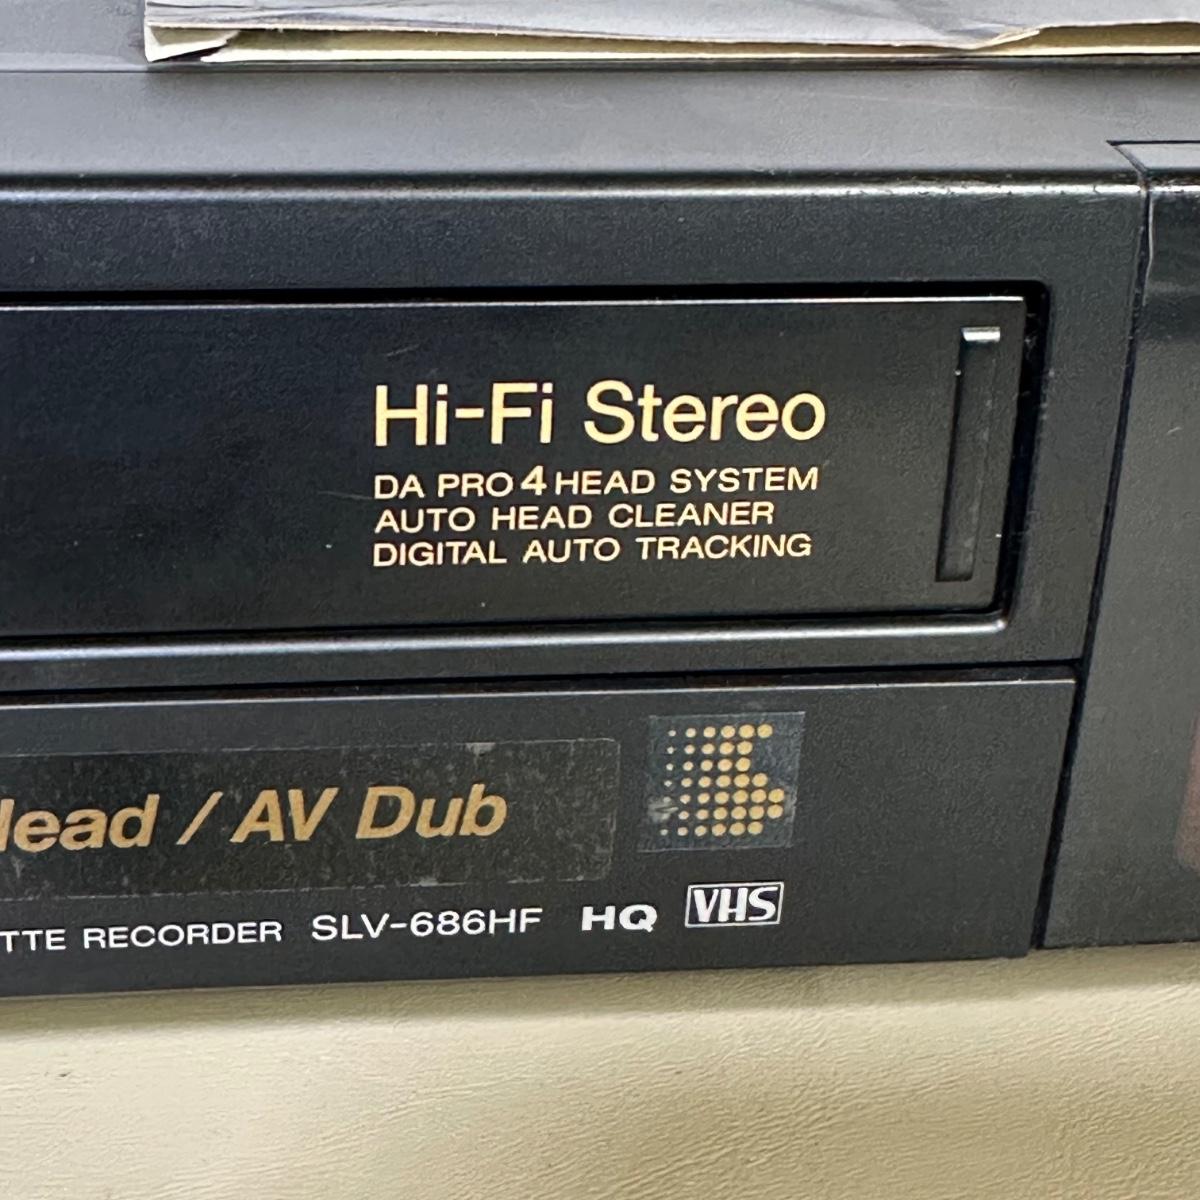 Hi-Fi Stereo
DA PRO 4 HEAD SYSTEM
AUTO HEAD CLEANER
DIGITAL AUTO TRACKING
Head / AV Dub
TTE RECORDER SLV-686HF HQ VHS